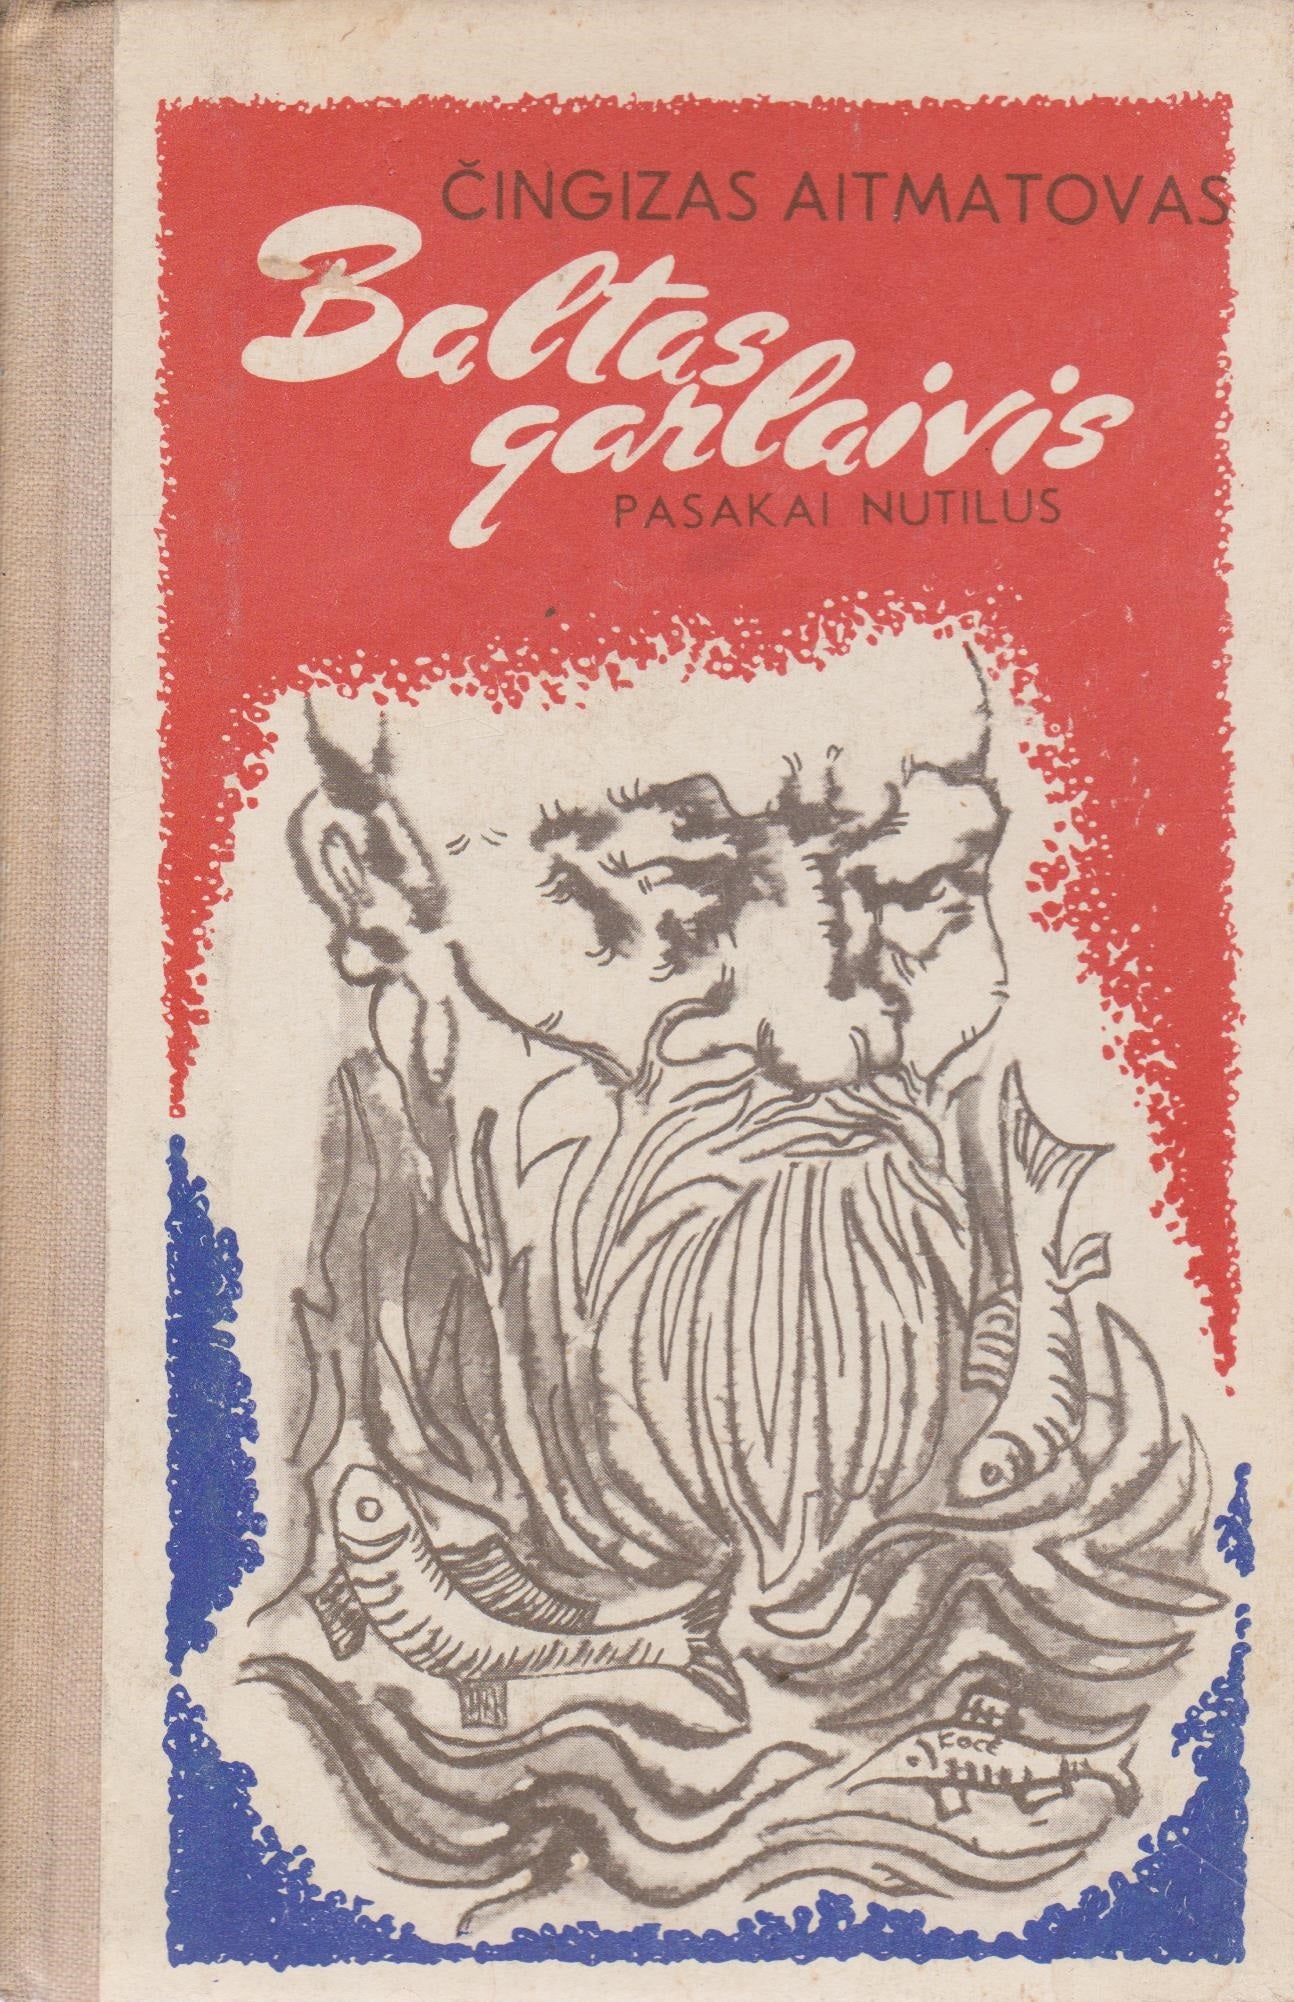 ČINGIZAS AITMATOVAS
Baltas
garlaivis
PASAKAI NUTILUS